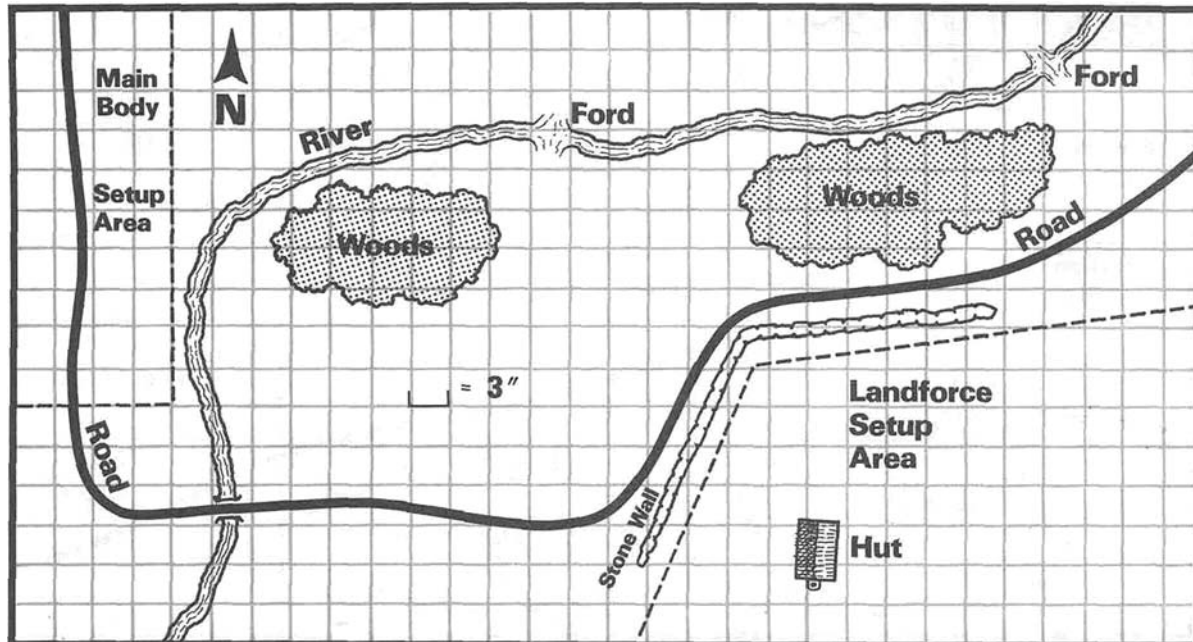 Main
Body
Setup
Area
N
River
Ford
Ford
Woods
Woods
Road
= 3″
Landforce
Setup
Area
Road
Stone Wall
Hut